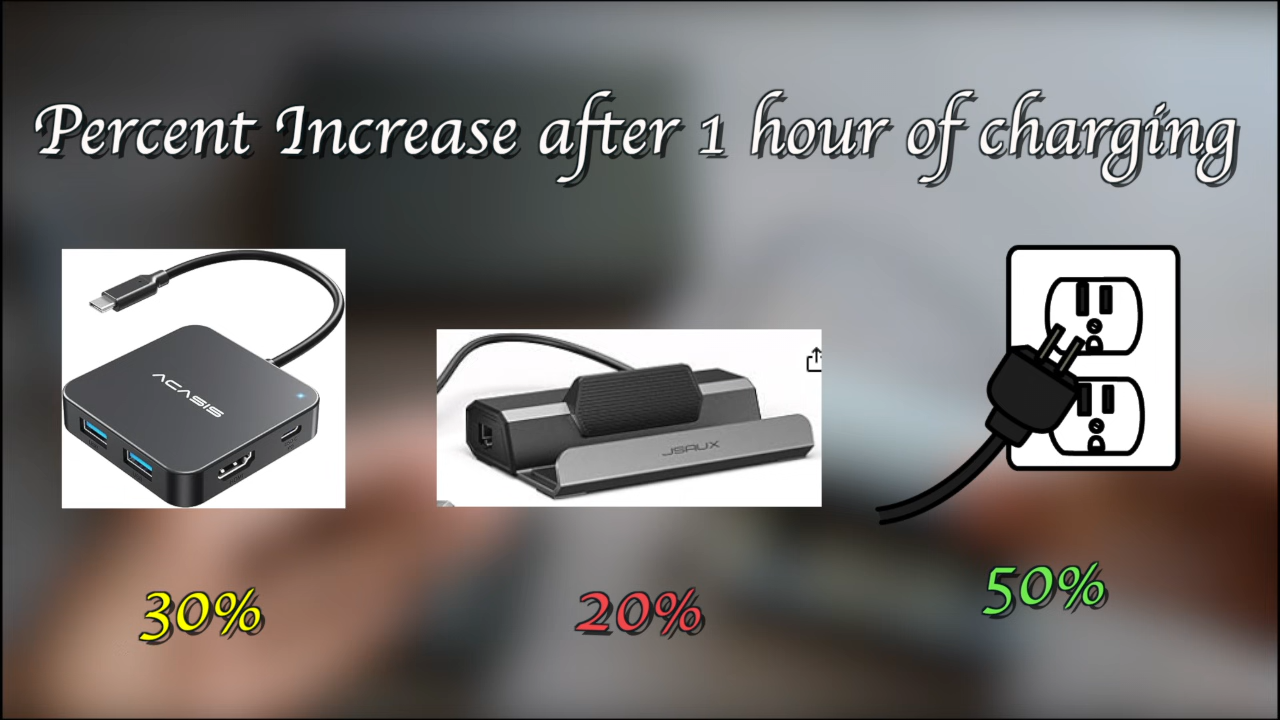 Percent Increase after 1 hour of charging
ACASIS
JSAUX
30%
20%
50%